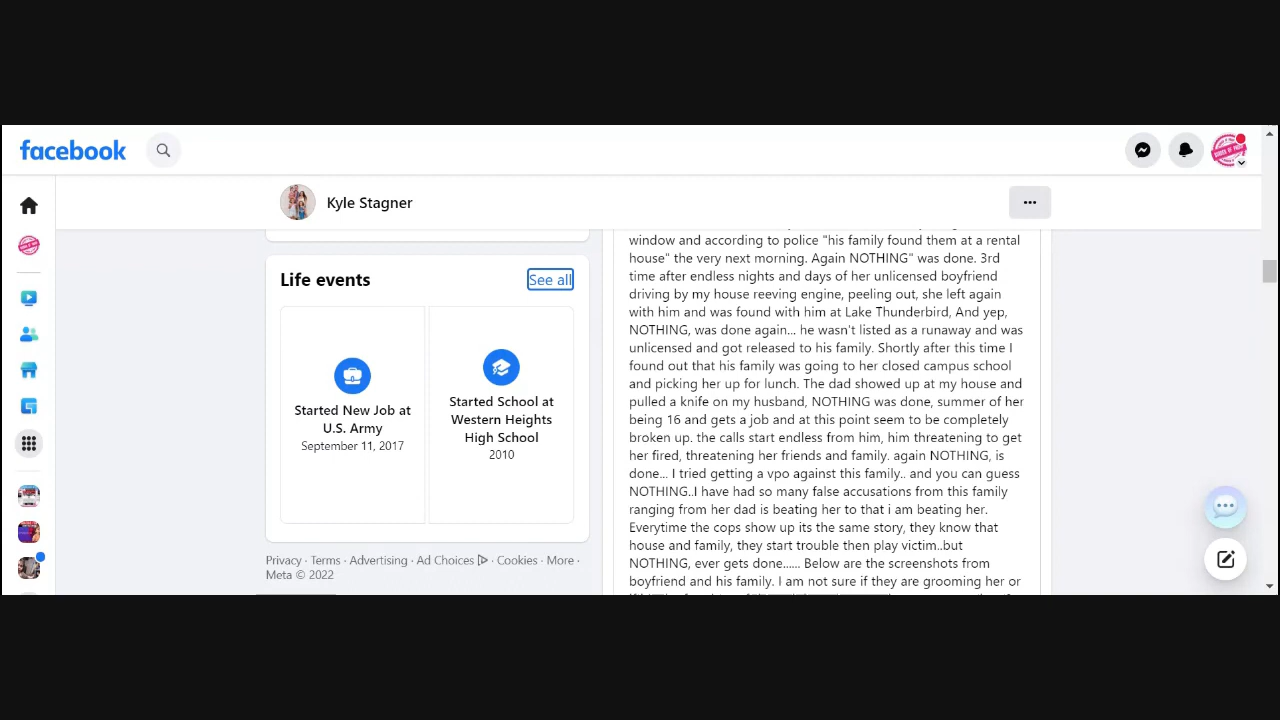 facebook
Kyle Stagner
Life events
See all
Started New Job at
U.S. Army
September 11, 2017
Started School at
Western Heights
High School
2010
Privacy · Terms · Advertising · Ad Choices · Cookies · More ·
Meta © 2022
window and according to police "his family found them at a rental
house" the very next morning. Again NOTHING" was done. 3rd
time after endless nights and days of her unlicensed boyfriend
driving by my house reeving engine, peeling out, she left again
with him and was found with him at Lake Thunderbird, And yep,
NOTHING, was done again... he wasn't listed as a runaway and was
unlicensed and got released to his family. Shortly after this time I
found out that his family was going to her closed campus school
and picking her up for lunch. The dad showed up at my house and
pulled a knife on my husband, NOTHING was done, summer of her
being 16 and gets a job and at this point seem to be completely
broken up. the calls start endless from him, him threatening to get
her fired, threatening her friends and family. again NOTHING, is
done... I tried getting a vpo against this family.. and you can guess
NOTHING..I have had so many false accusations from this family
ranging from her dad is beating her to that i am beating her.
Everytime the cops show up its the same story, they know that
house and family, they start trouble then play victim..but
NOTHING, ever gets done...... Below are the screenshots from
boyfriend and his family. I am not sure if they are grooming her or